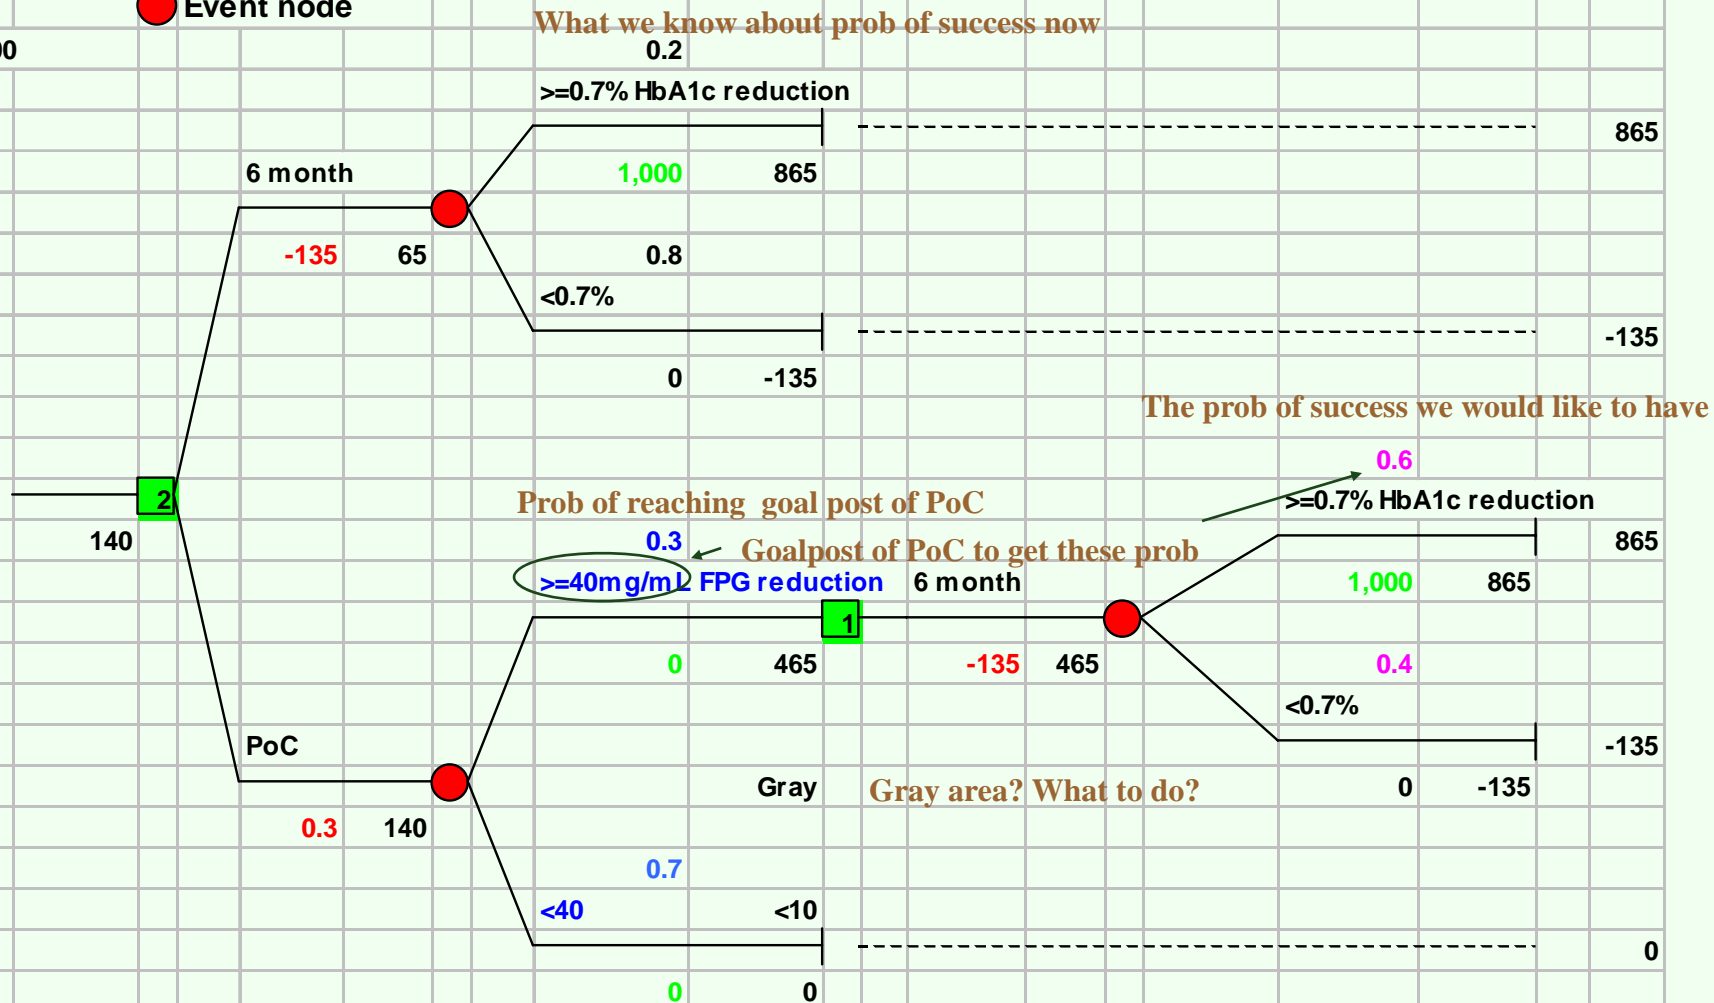 Event node
What we know about prob of success now
0.2
>=0.7% HbA1c reduction
865
6 month
1,000 865
-135 65
0.8
<0.7%
-135
0 -135
The prob of success we would like to have
0.6
2
Prob of reaching goal post of PoC
>=0.7% HbA1c reduction
140
0.3
Goalpost of PoC to get these prob
865
>=40mg/mL FPG reduction
6 month
1,000 865
1
0 465
-135 465
0.4
<0.7%
PoC
-135
Gray
Gray area? What to do?
0 -135
0.3 140
0.7
<40
<10
0
0 0